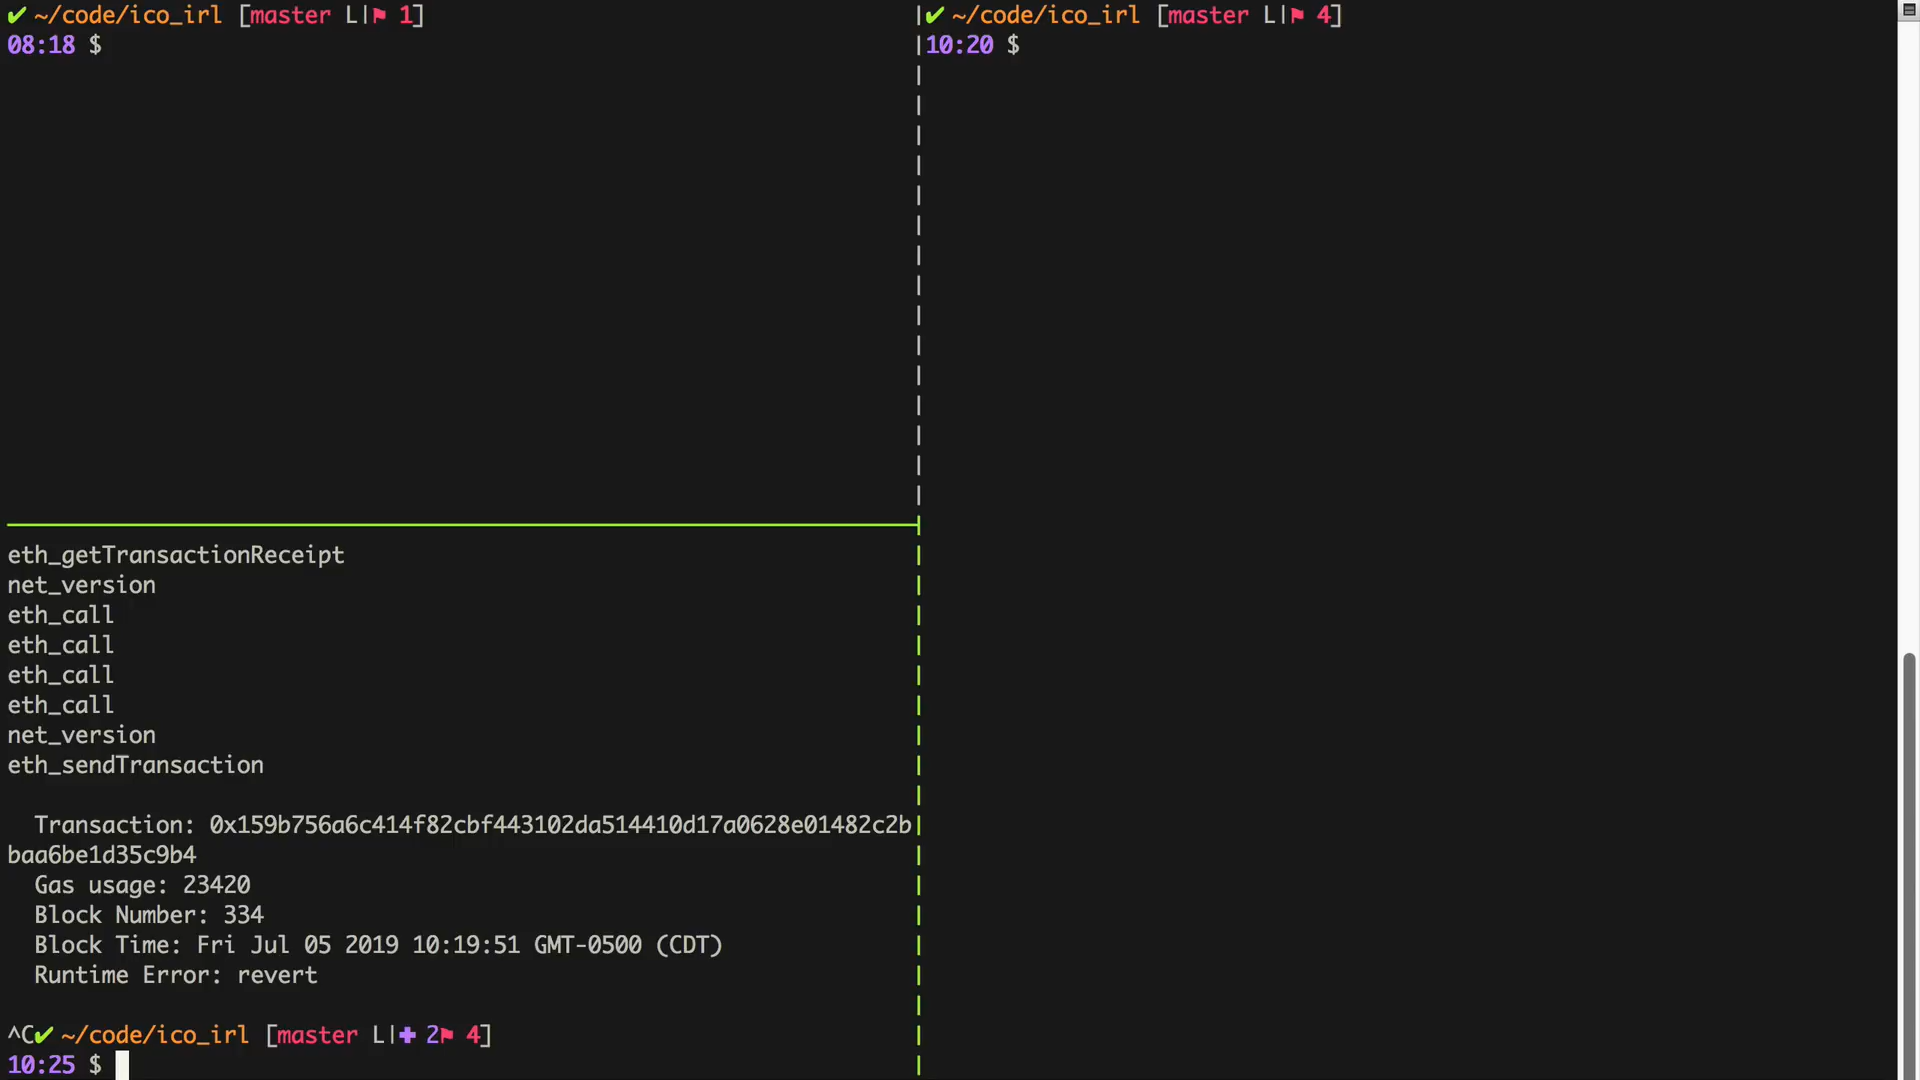 ✔ ~/code/ico_irl [master L|⚑ 1]
08:18 $
✔ ~/code/ico_irl [master L|⚑ 4]
10:20 $
eth_getTransactionReceipt
net_version
eth_call
eth_call
eth_call
eth_call
net_version
eth_sendTransaction
Transaction: 0x159b756a6c414f82cbf443102da514410d17a0628e01482c2b
baa6be1d35c9b4
Gas usage: 23420
Block Number: 334
Block Time: Fri Jul 05 2019 10:19:51 GMT-0500 (CDT)
Runtime Error: revert
^C✔ ~/code/ico_irl [master L|✚ 2⚑ 4]
10:25 $